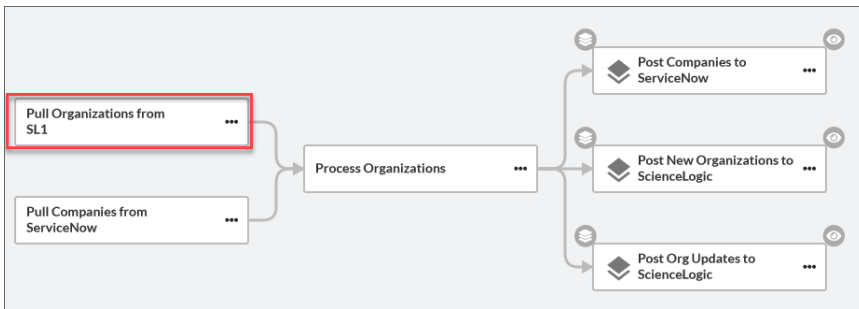 Pull Organizations from
SL1
Pull Companies from
ServiceNow
Process Organizations
Post Companies to
ServiceNow
Post New Organizations to
ScienceLogic
Post Org Updates to
ScienceLogic